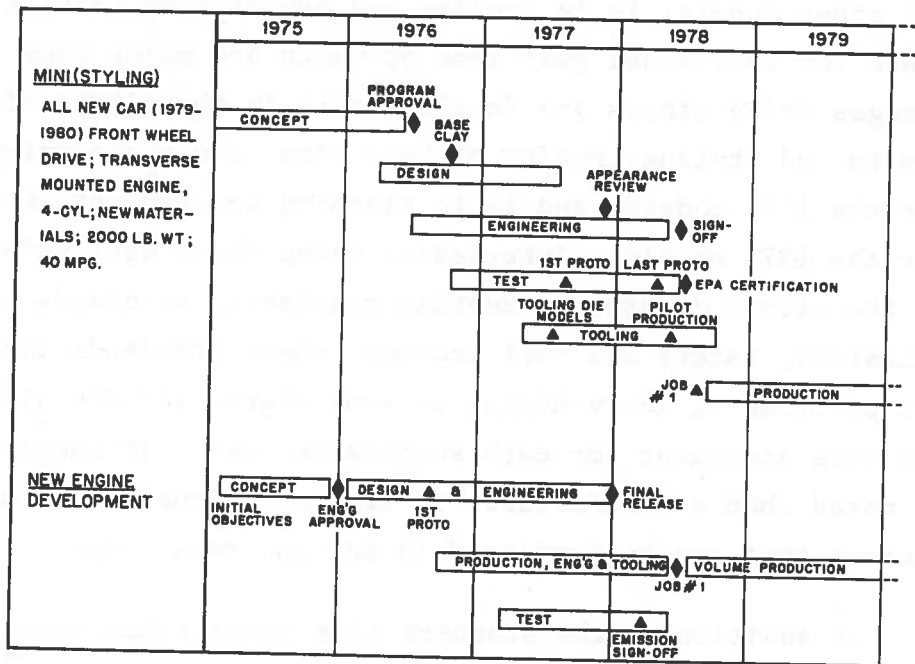 1975 1976 1977 1978 1979
MINI (STYLING)
ALL NEW CAR (1979-
1980) FRONT WHEEL
DRIVE; TRANSVERSE
MOUNTED ENGINE,
4-CYL; NEW MATER-
IALS; 2000 LB. WT;
40 MPG.
PROGRAM
APPROVAL
CONCEPT
BASE
CLAY
DESIGN
APPEARANCE
REVIEW
ENGINEERING
SIGN-
OFF
1ST PROTO LAST PROTO
TEST
EPA CERTIFICATION
TOOLING DIE
MODELS
PILOT
PRODUCTION
TOOLING
JOB
#1
PRODUCTION
NEW ENGINE
DEVELOPMENT
CONCEPT
DESIGN & ENGINEERING
FINAL
RELEASE
INITIAL
OBJECTIVES
ENG'G
APPROVAL
1ST
PROTO
PRODUCTION, ENG'G & TOOLING
VOLUME PRODUCTION
JOB #1
TEST
EMISSION
SIGN-OFF